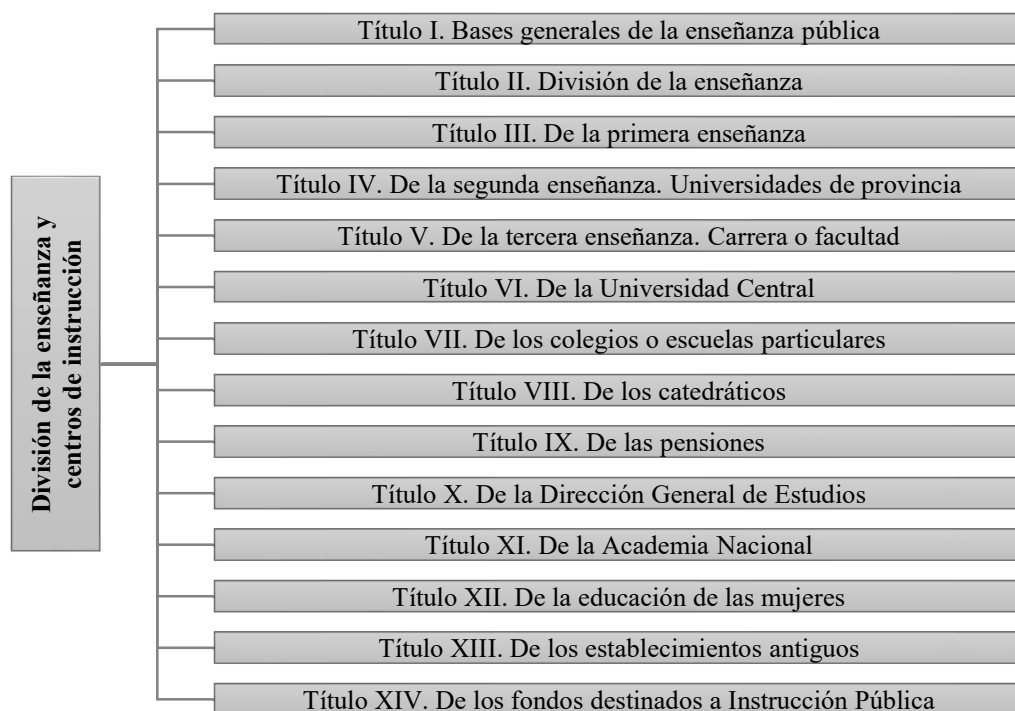 División de la enseñanza y
centros de instrucción
Título I. Bases generales de la enseñanza pública
Título II. División de la enseñanza
Título III. De la primera enseñanza
Título IV. De la segunda enseñanza. Universidades de provincia
Título V. De la tercera enseñanza. Carrera o facultad
Título VI. De la Universidad Central
Título VII. De los colegios o escuelas particulares
Título VIII. De los catedráticos
Título IX. De las pensiones
Título X. De la Dirección General de Estudios
Título XI. De la Academia Nacional
Título XII. De la educación de las mujeres
Título XIII. De los establecimientos antiguos
Título XIV. De los fondos destinados a Instrucción Pública